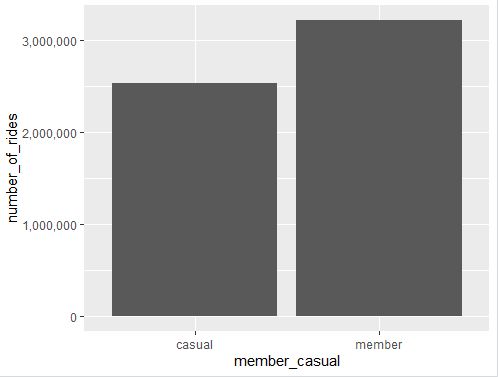 number_of_rides
3,000,000
2,000,000
1,000,000
0
casual member
member_casual